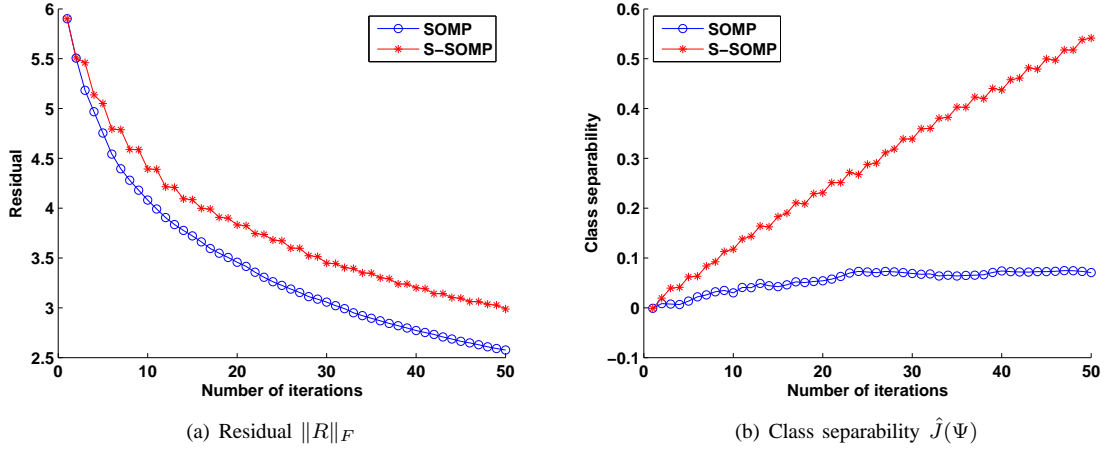 6
5.5
5
4.5
4
3.5
3
2.5
0 10 20 30 40 50
Residual
Number of iterations
SOMP
S-SOMP
(a) Residual ‖R‖_F
0.6
0.5
0.4
0.3
0.2
0.1
0
−0.1
0 10 20 30 40 50
Class separability
Number of iterations
SOMP
S-SOMP
(b) Class separability Ĵ(Ψ)